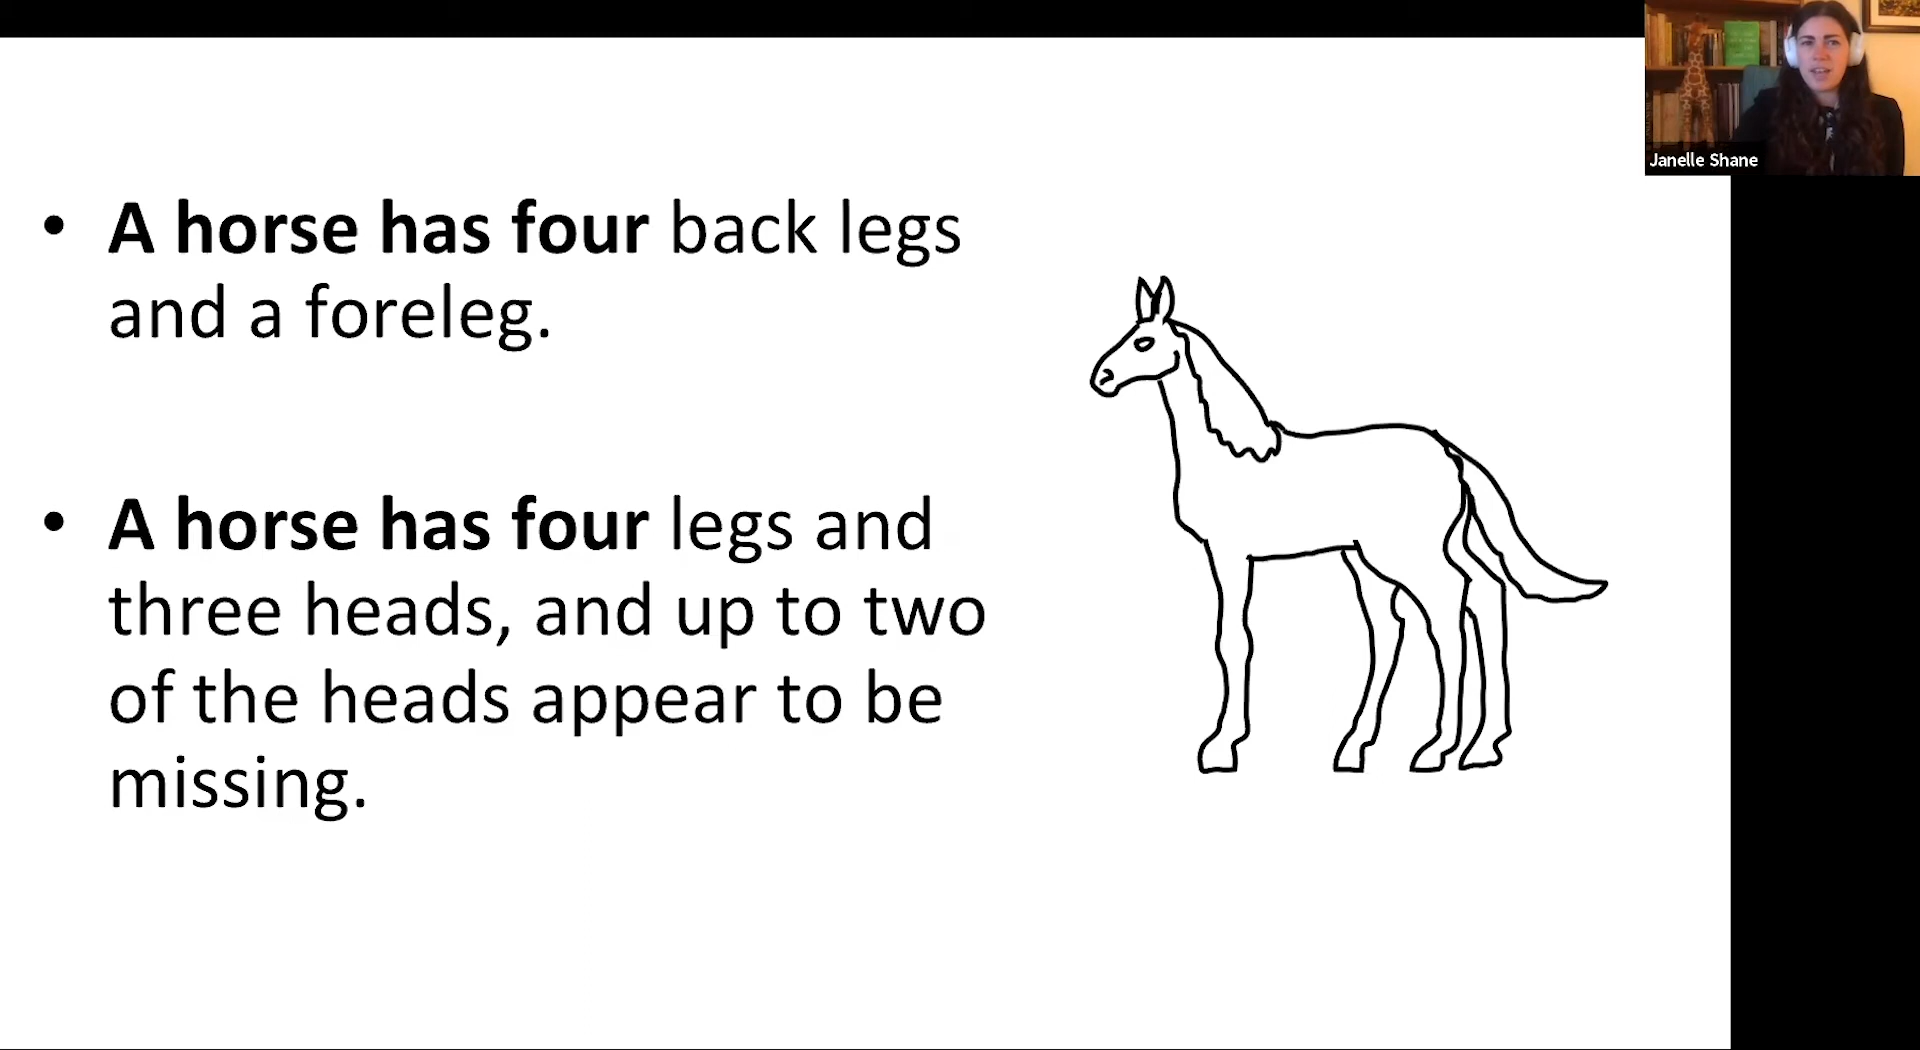 Janelle Shane
• A horse has four back legs
and a foreleg.
• A horse has four legs and
three heads, and up to two
of the heads appear to be
missing.